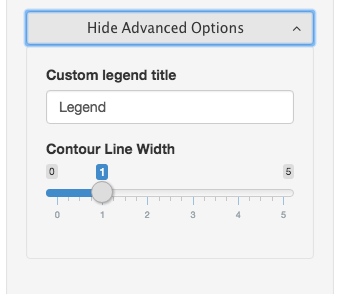 Hide Advanced Options
Custom legend title
Legend
Contour Line Width
0 1 5
0 1 2 3 4 5